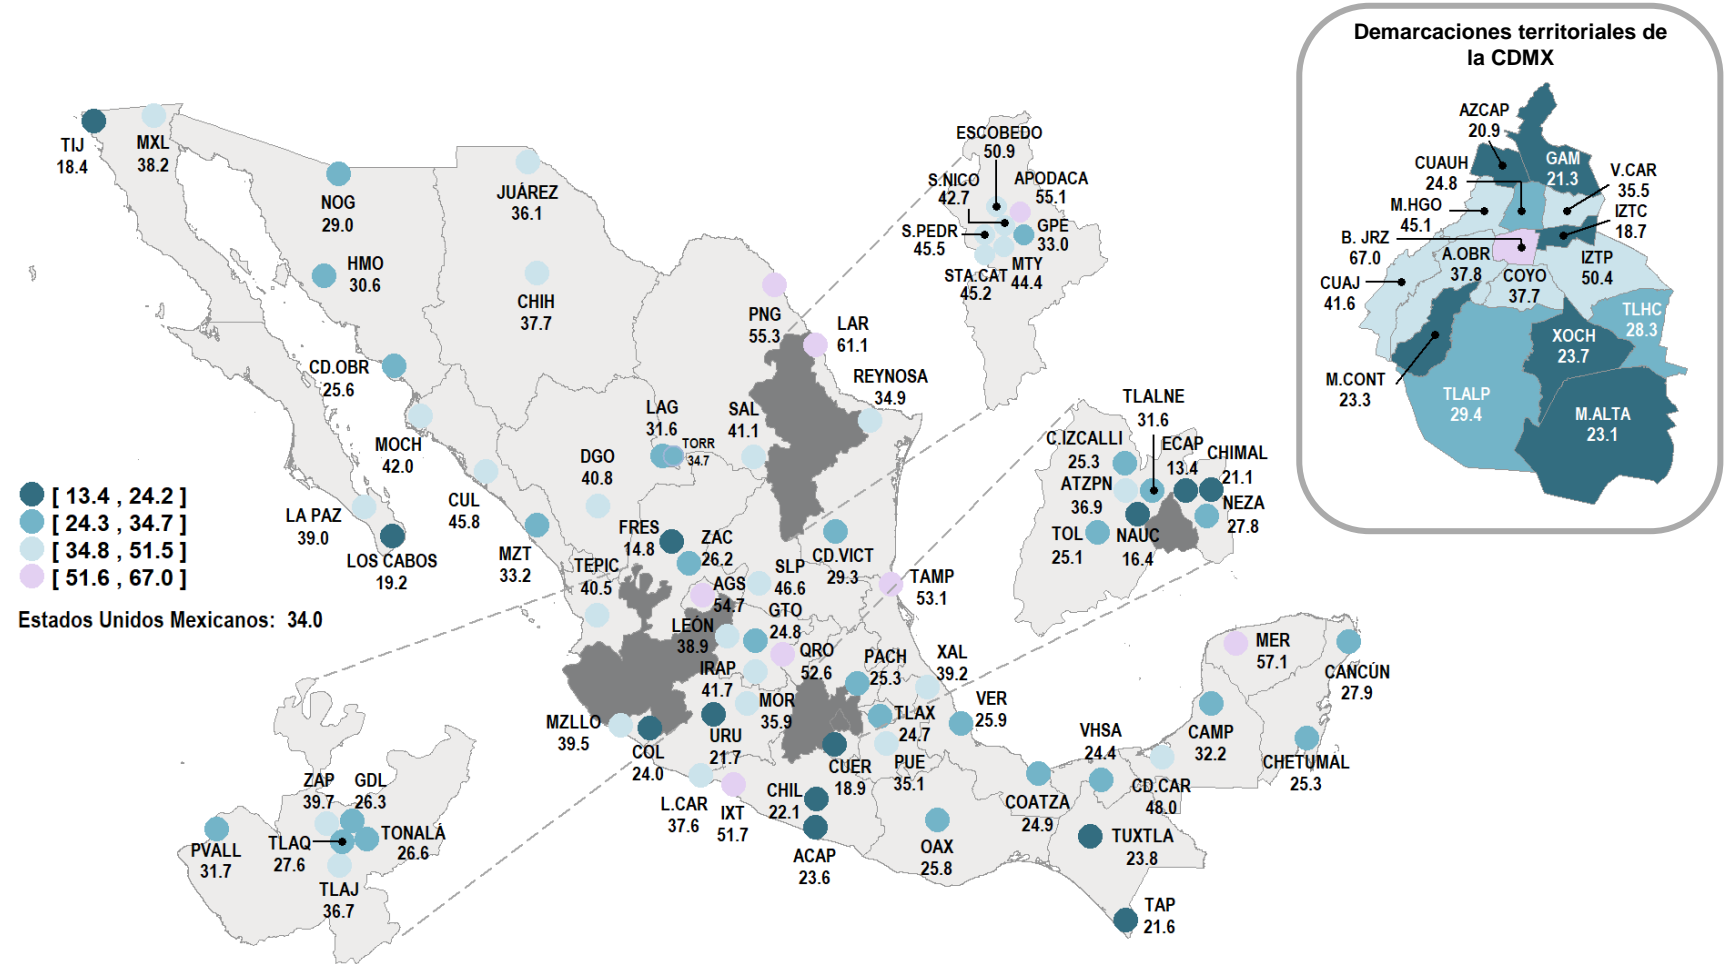 Demarcaciones territoriales de
la CDMX
AZCAP
20.9
CUAUH
24.8
GAM
21.3
V.CAR
35.5
M.HGO
45.1
IZTC
18.7
B. JRZ
67.0
A.OBR
37.8
COYO
37.7
IZTP
50.4
CUAJ
41.6
TLHC
28.3
XOCH
23.7
M.CONT
23.3
TLALP
29.4
M.ALTA
23.1
TIJ
18.4
MXL
38.2
NOG
29.0
JUÁREZ
36.1
HMO
30.6
CHIH
37.7
CD.OBR
25.6
MOCH
42.0
CUL
45.8
LA PAZ
39.0
LOS CABOS
19.2
MZT
33.2
DGO
40.8
LAG
31.6
TORR
34.7
SAL
41.1
PNG
55.3
LAR
61.1
REYNOSA
34.9
ESCOBEDO
50.9
S.NICO
42.7
APODACA
55.1
S.PEDR
45.5
GPE
33.0
MTY
44.4
STA.CAT
45.2
TLALNE
31.6
C.IZCALLI
25.3
ECAP
13.4
CHIMAL
21.1
ATZPN
36.9
NEZA
27.8
TOL
25.1
NAUC
16.4
[ 13.4 , 24.2 ]
[ 24.3 , 34.7 ]
[ 34.8 , 51.5 ]
[ 51.6 , 67.0 ]
Estados Unidos Mexicanos: 34.0
FRES
14.8
ZAC
26.2
TEPIC
40.5
AGS
54.7
SLP
46.6
CD.VICT
29.3
TAMP
53.1
LEÓN
38.9
GTO
24.8
QRO
52.6
IRAP
41.7
PACH
25.3
XAL
39.2
MOR
35.9
MZLLO
39.5
COL
24.0
URU
21.7
TLAX
24.7
VER
25.9
CUER
18.9
PUE
35.1
L.CAR
37.6
IXT
51.7
CHIL
22.1
ACAP
23.6
OAX
25.8
COATZA
24.9
VHSA
24.4
CD.CAR
48.0
CAMP
32.2
MER
57.1
CANCÚN
27.9
CHETUMAL
25.3
TUXTLA
23.8
TAP
21.6
ZAP
39.7
GDL
26.3
PVALL
31.7
TLAQ
27.6
TONALÁ
26.6
TLAJ
36.7